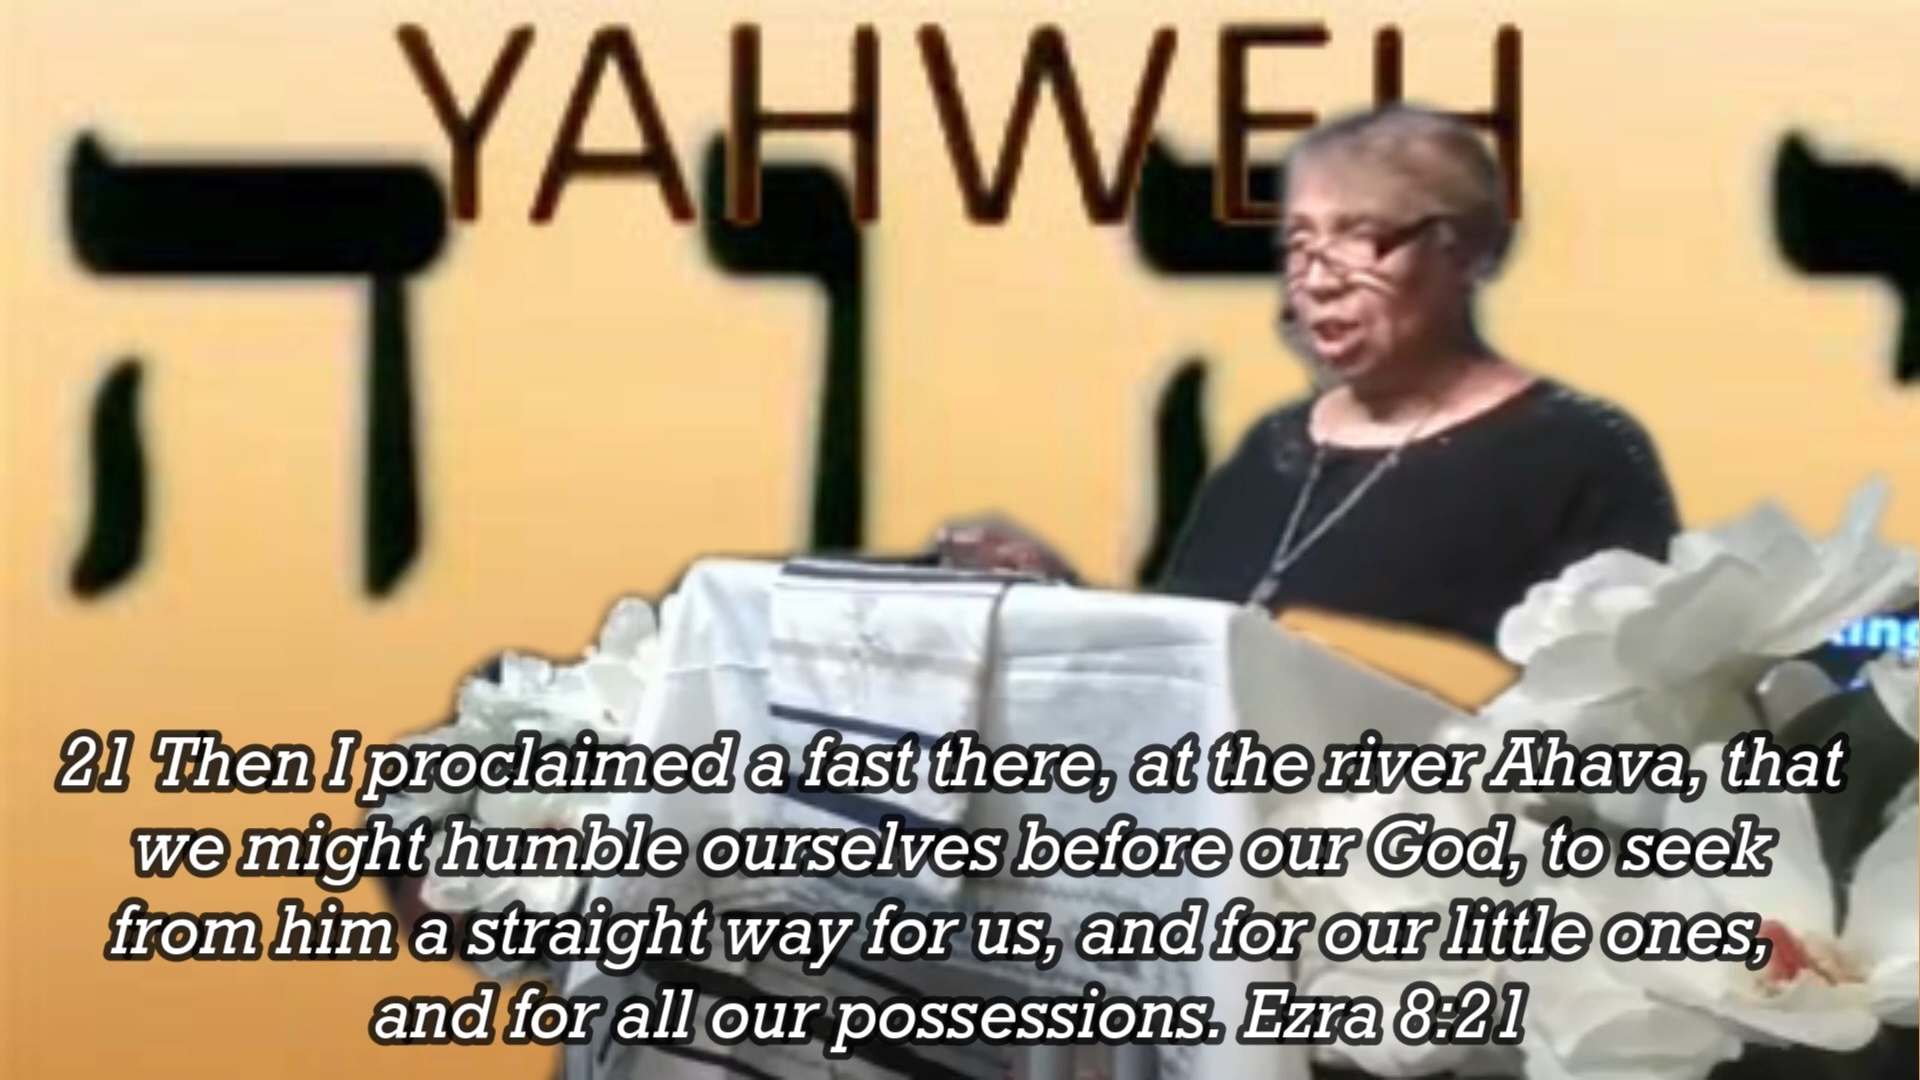 YAHWEH
יהוה
ing
21 Then I proclaimed a fast there, at the river Ahava, that
we might humble ourselves before our God, to seek
from him a straight way for us, and for our little ones,
and for all our possessions. Ezra 8:21